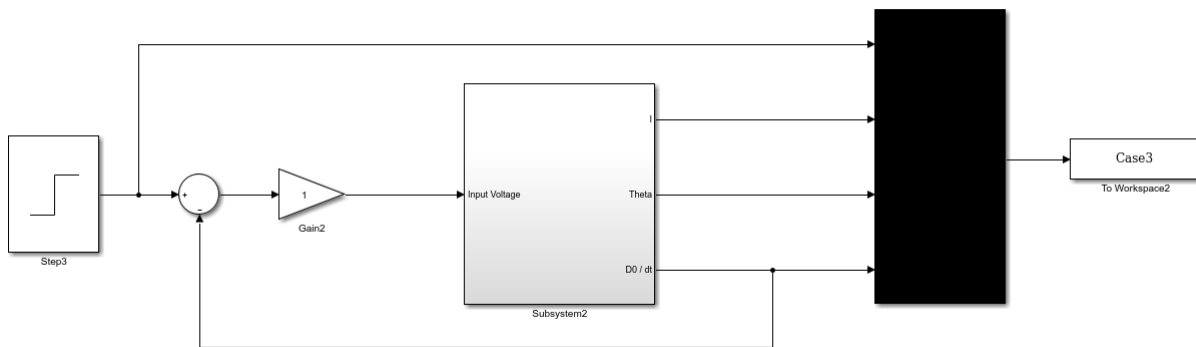 I
Case3
To Workspace2
+
1
Input Voltage
Theta
−
Gain2
Step3
D0 / dt
Subsystem2